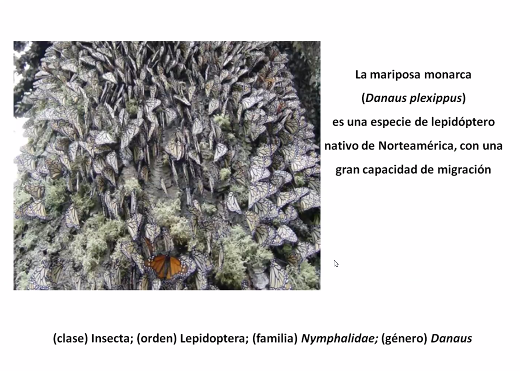 La mariposa monarca
(Danaus plexippus)
es una especie de lepidóptero
nativo de Norteamérica, con una
gran capacidad de migración
(clase) Insecta; (orden) Lepidoptera; (familia) Nymphalidae; (género) Danaus